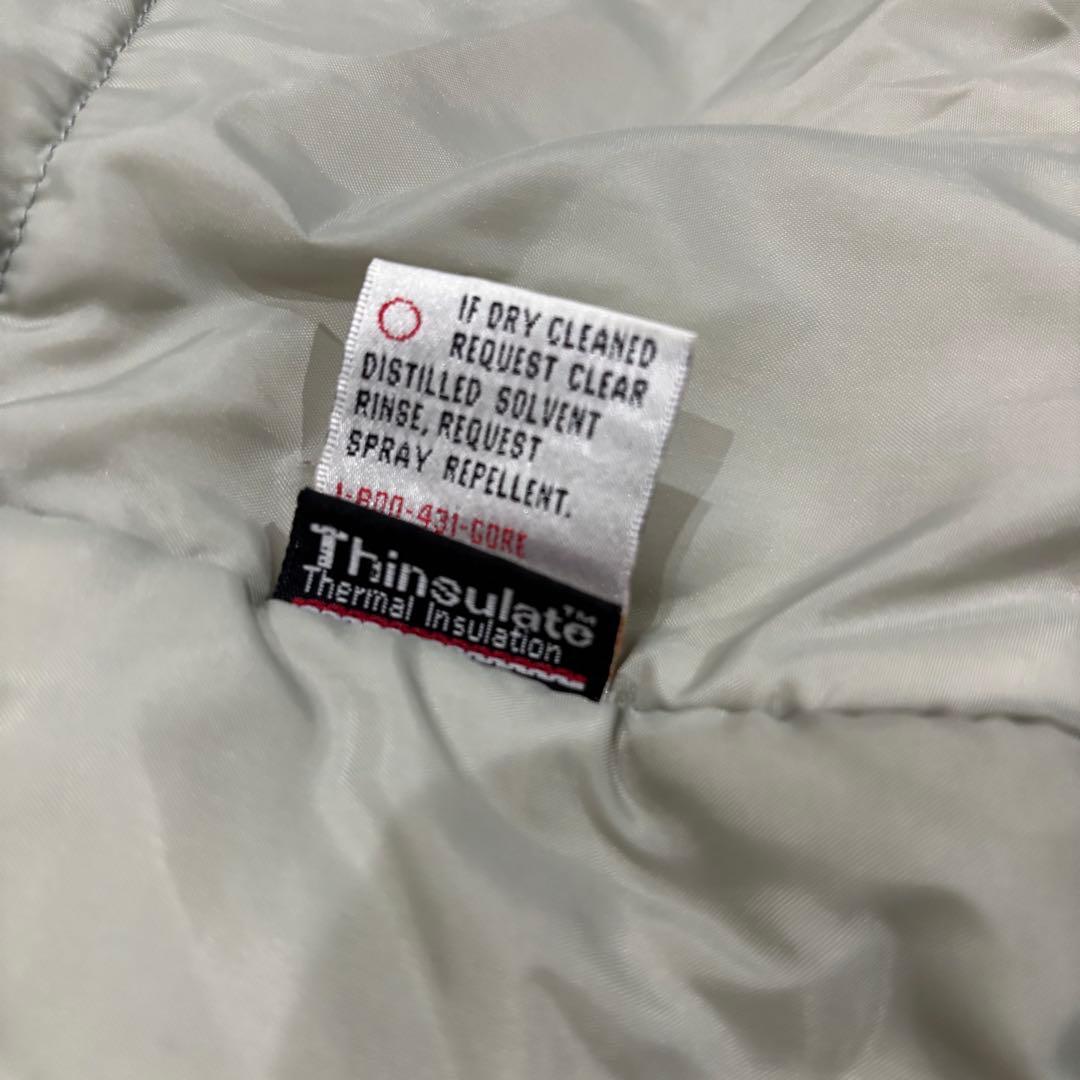 IF DRY CLEANED
REQUEST CLEAR
DISTILLED SOLVENT
RINSE, REQUEST
SPRAY REPELLENT.
1-800-431-GORE
Thinsulate™
Thermal Insulation